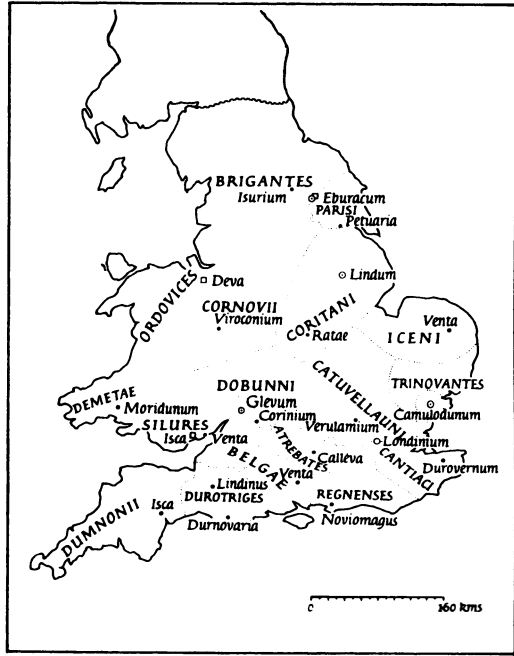 BRIGANTES
Isurium
Eburacum
PARISI
Petuaria
Lindum
Deva
ORDOVICES
CORNOVII
Viroconium
CORITANI
Ratae
ICENI
Venta
TRINOVANTES
Camulodunum
CATUVELLAUNI
Verulamium
Londinium
DOBUNNI
Glevum
Corinium
DEMETAE
Moridunum
SILURES
Isca
Venta
ATREBATES
Calleva
CANTIACI
Durovernum
BELGAE
Venta
Lindinus
DUROTRIGES
REGNENSES
Noviomagus
Isca
Durnovaria
DUMNONII
0 160 kms